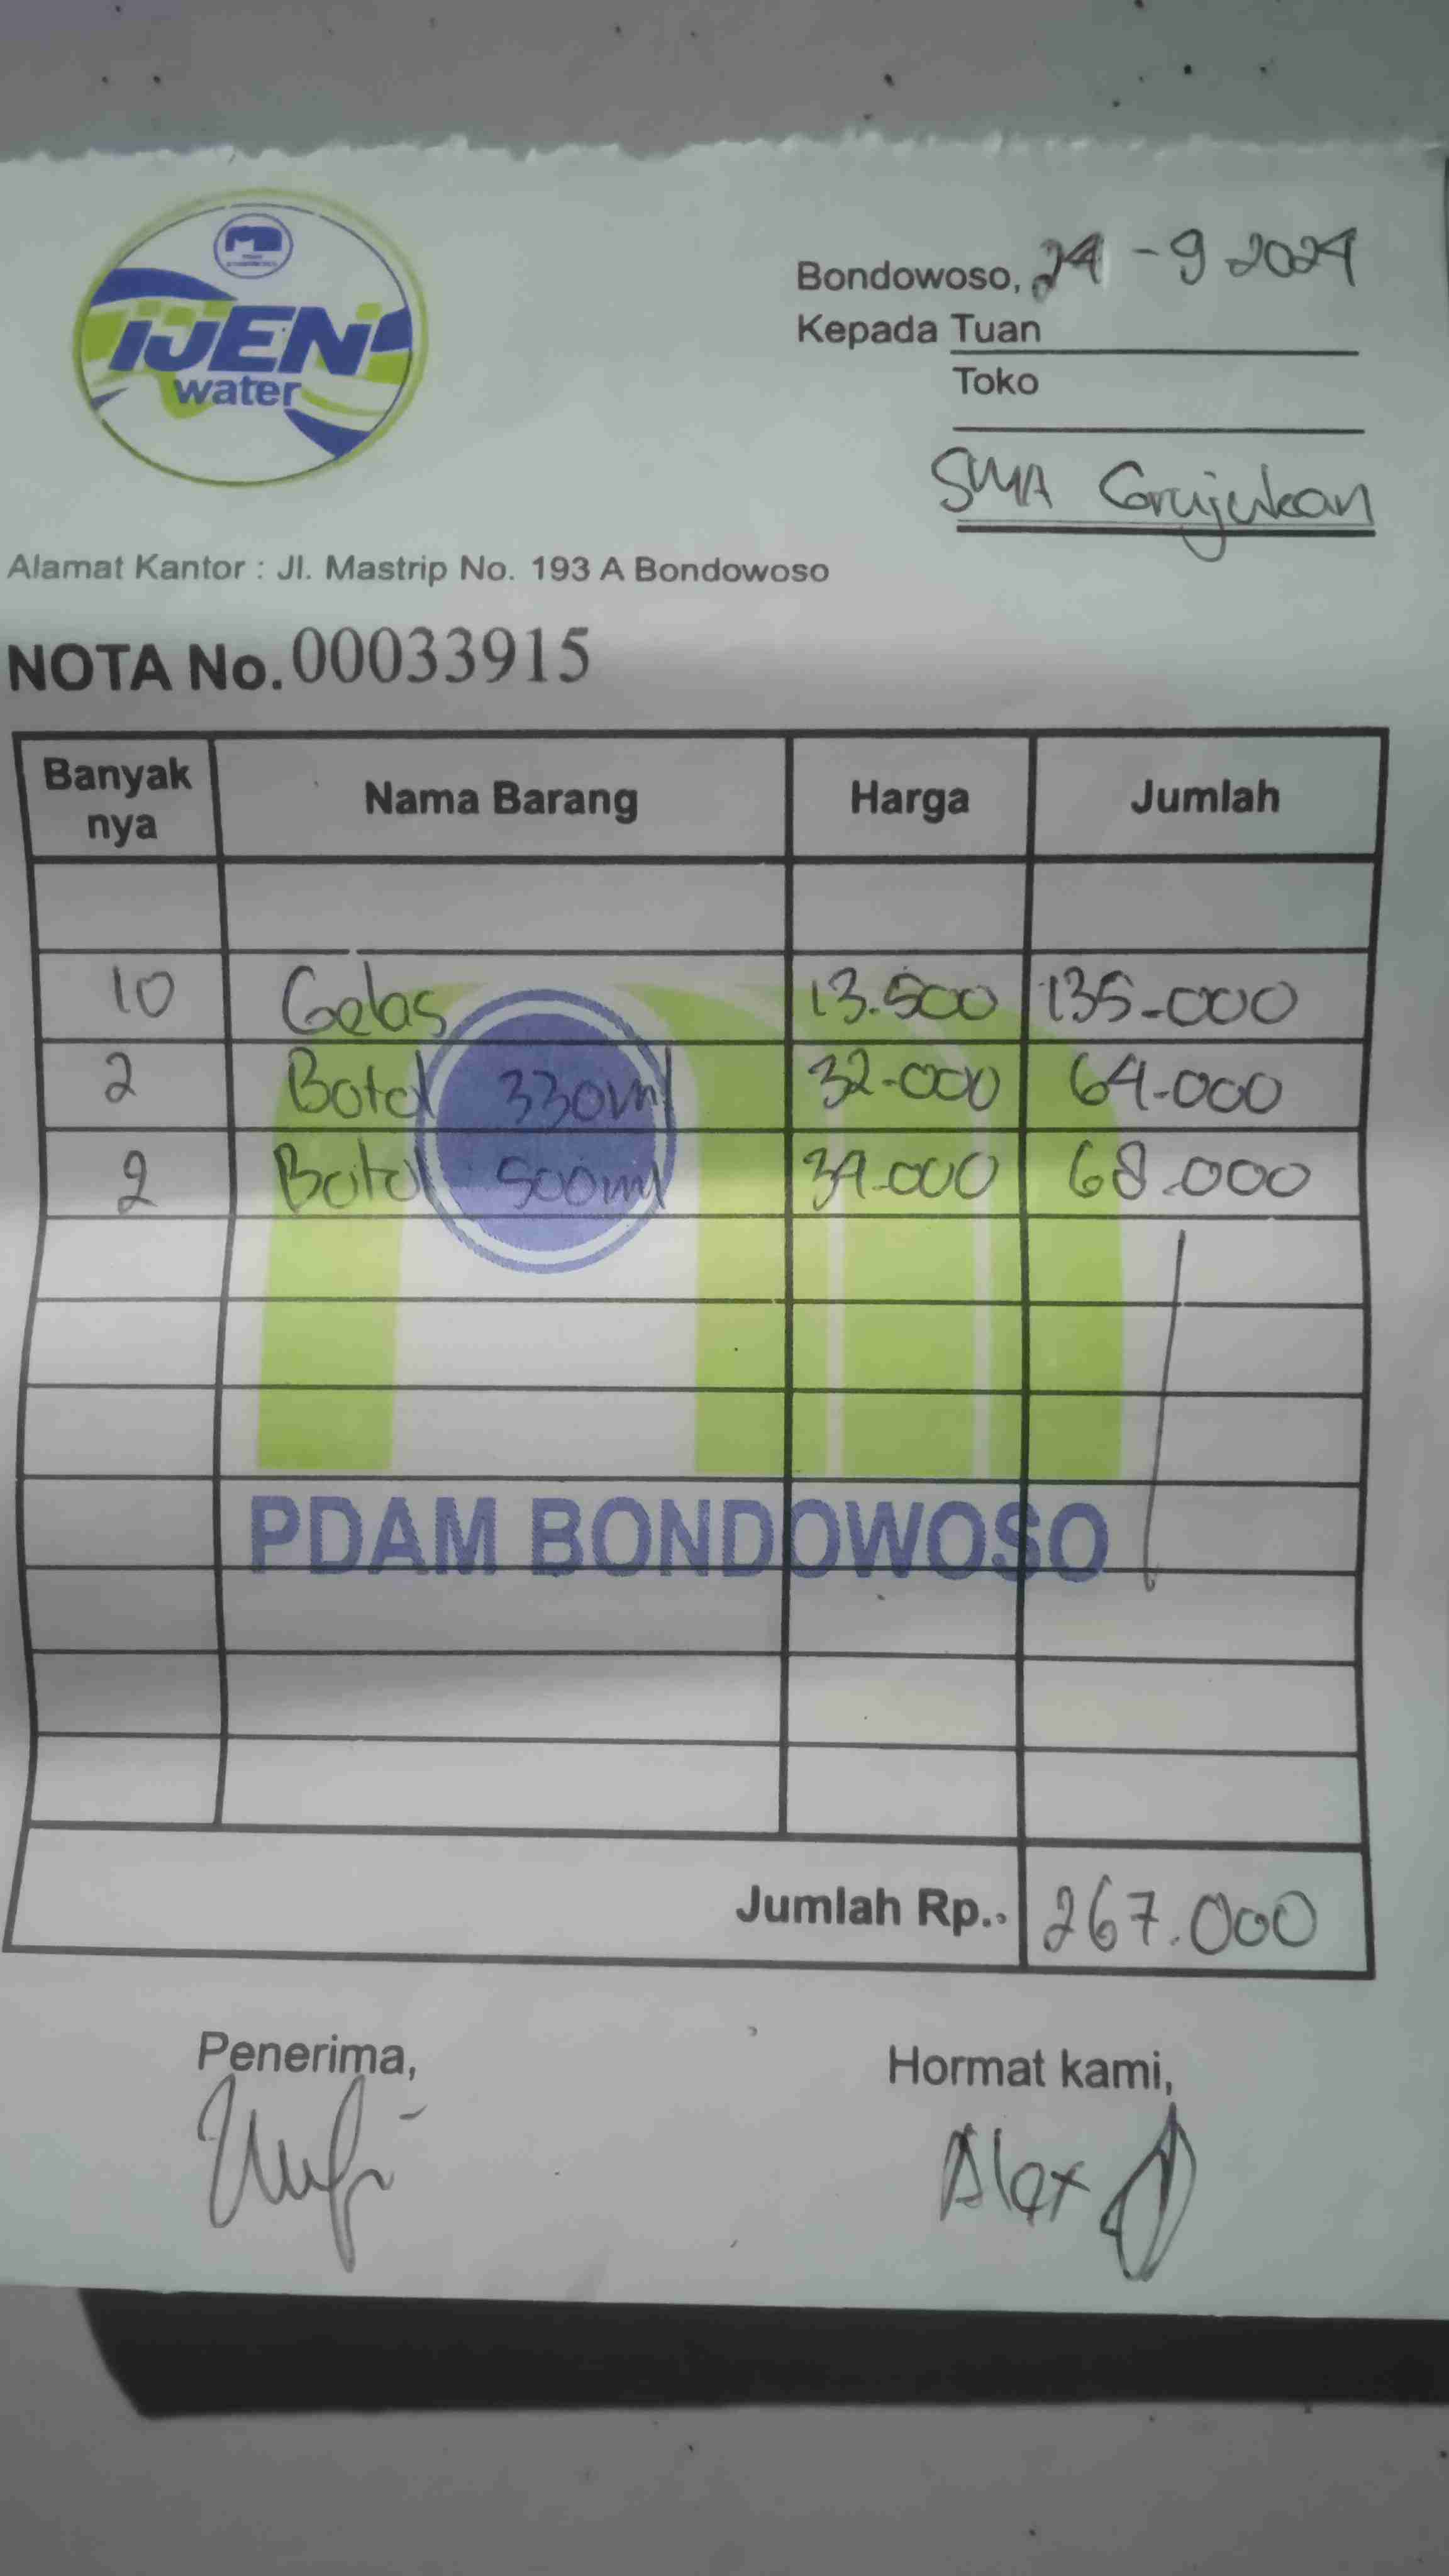 IJEN
water
Bondowoso, 24 - 9 2024
Kepada Tuan
Toko
SMA Grujukan
Alamat Kantor : Jl. Mastrip No. 193 A Bondowoso
NOTA No. 00033915
Banyak nya Nama Barang Harga Jumlah
10 Gelas 13.500 135.000
2 Botol 330ml 32.000 64.000
2 Botol 500ml 34.000 68.000
PDAM BONDOWOSO
Jumlah Rp.. 267.000
Penerima, Hormat kami,
Alex